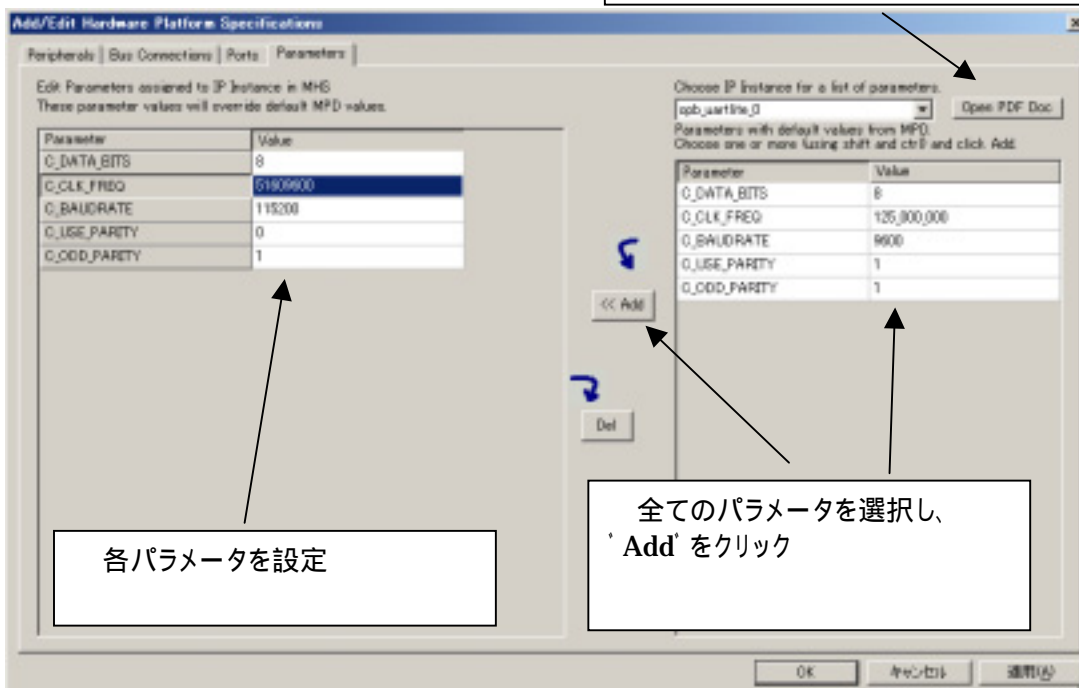 Add/Edit Hardware Platform Specifications
Peripherals | Bus Connections | Ports | Parameters
Edit Parameters assigned to IP Instance in MHS
These parameter values will override default MPD values.
Parameter Value
C_DATA_BITS 8
C_CLK_FREQ 51609600
C_BAUDRATE 115200
C_USE_PARITY 0
C_ODD_PARITY 1
Choose IP Instance for a list of parameters.
opb_uartlite_0 Open PDF Doc
Parameters with default values from MPD.
Choose one or more (using shift and ctrl) and click Add.
Parameter Value
C_DATA_BITS 8
C_CLK_FREQ 125_000_000
C_BAUDRATE 9600
C_USE_PARITY 1
C_ODD_PARITY 1
<< Add
Del
各パラメータを設定
全てのパラメータを選択し、
゛Add゛をクリック
OK キャンセル 適用(A)